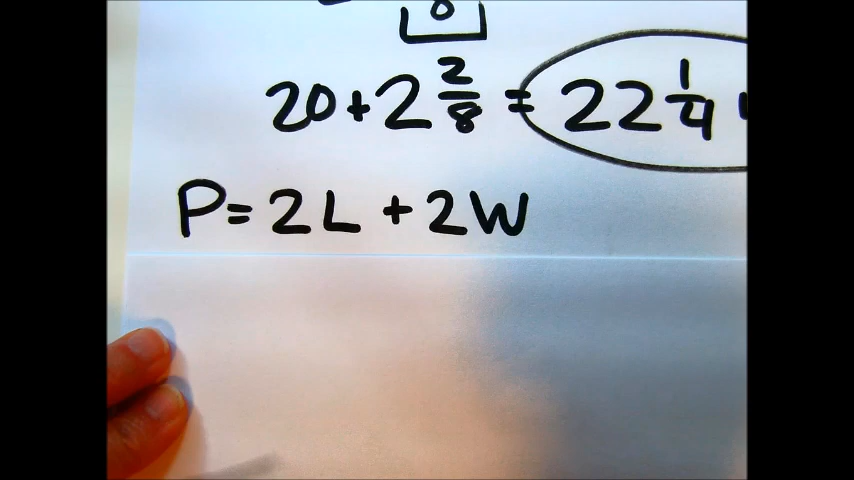 20 + 2 2/8 = 22 1/4
P = 2L + 2W